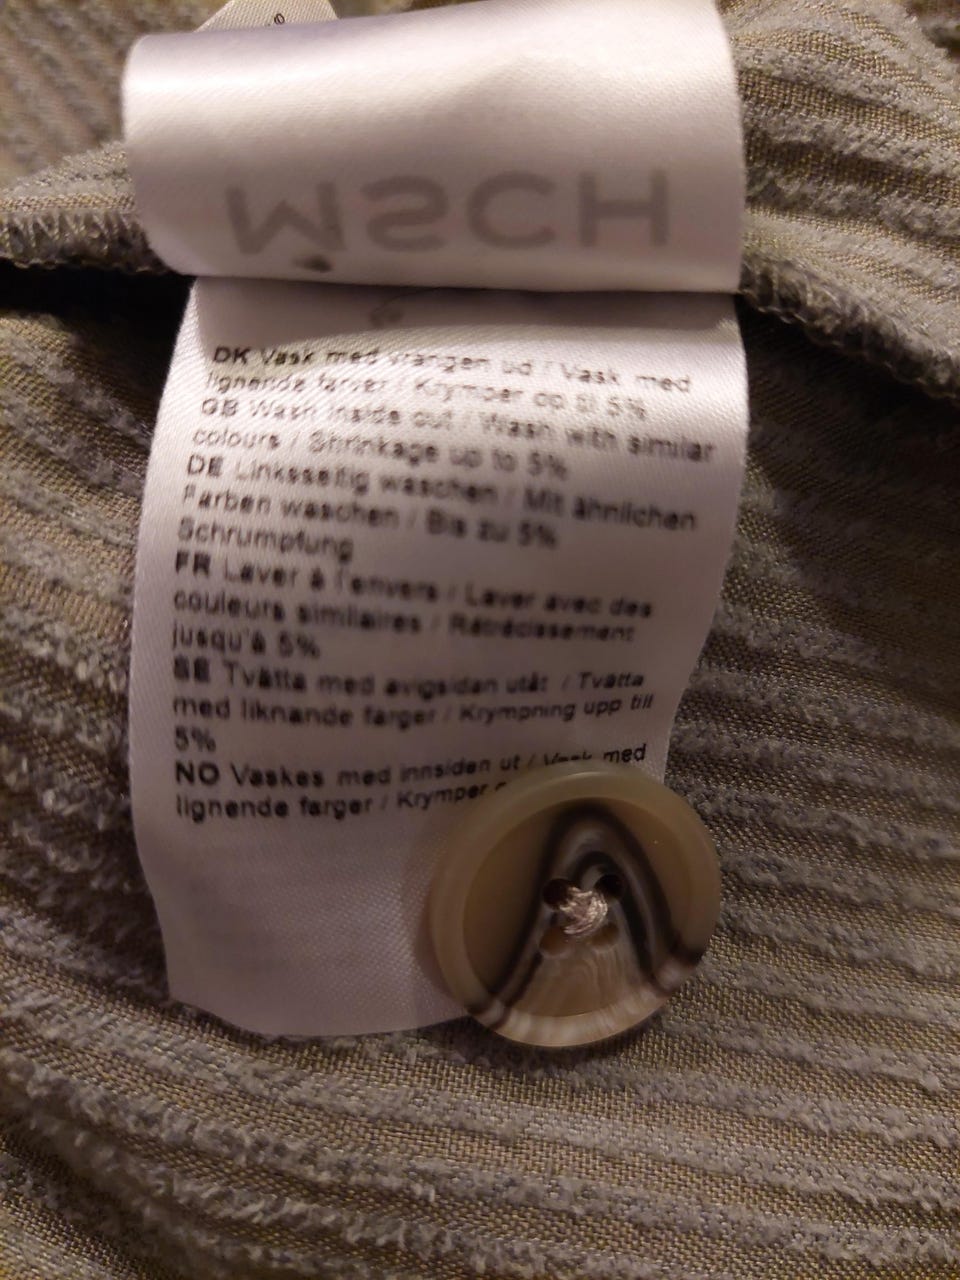 MSCH
DK Vask med vrangen ud / Vask med
lignende farver / Krymper op til 5%
GB Wash inside out / Wash with similar
colours / Shrinkage up to 5%
DE Linksseitig waschen / Mit ähnlichen
Farben waschen / Bis zu 5%
Schrumpfung
FR Laver à l'envers / Laver avec des
couleurs similaires / Rétrécissement
jusqu'à 5%
SE Tvätta med avigsidan utåt / Tvätta
med liknande färger / Krympning upp till
5%
NO Vaskes med innsiden ut / Vask med
lignende farger / Krymper